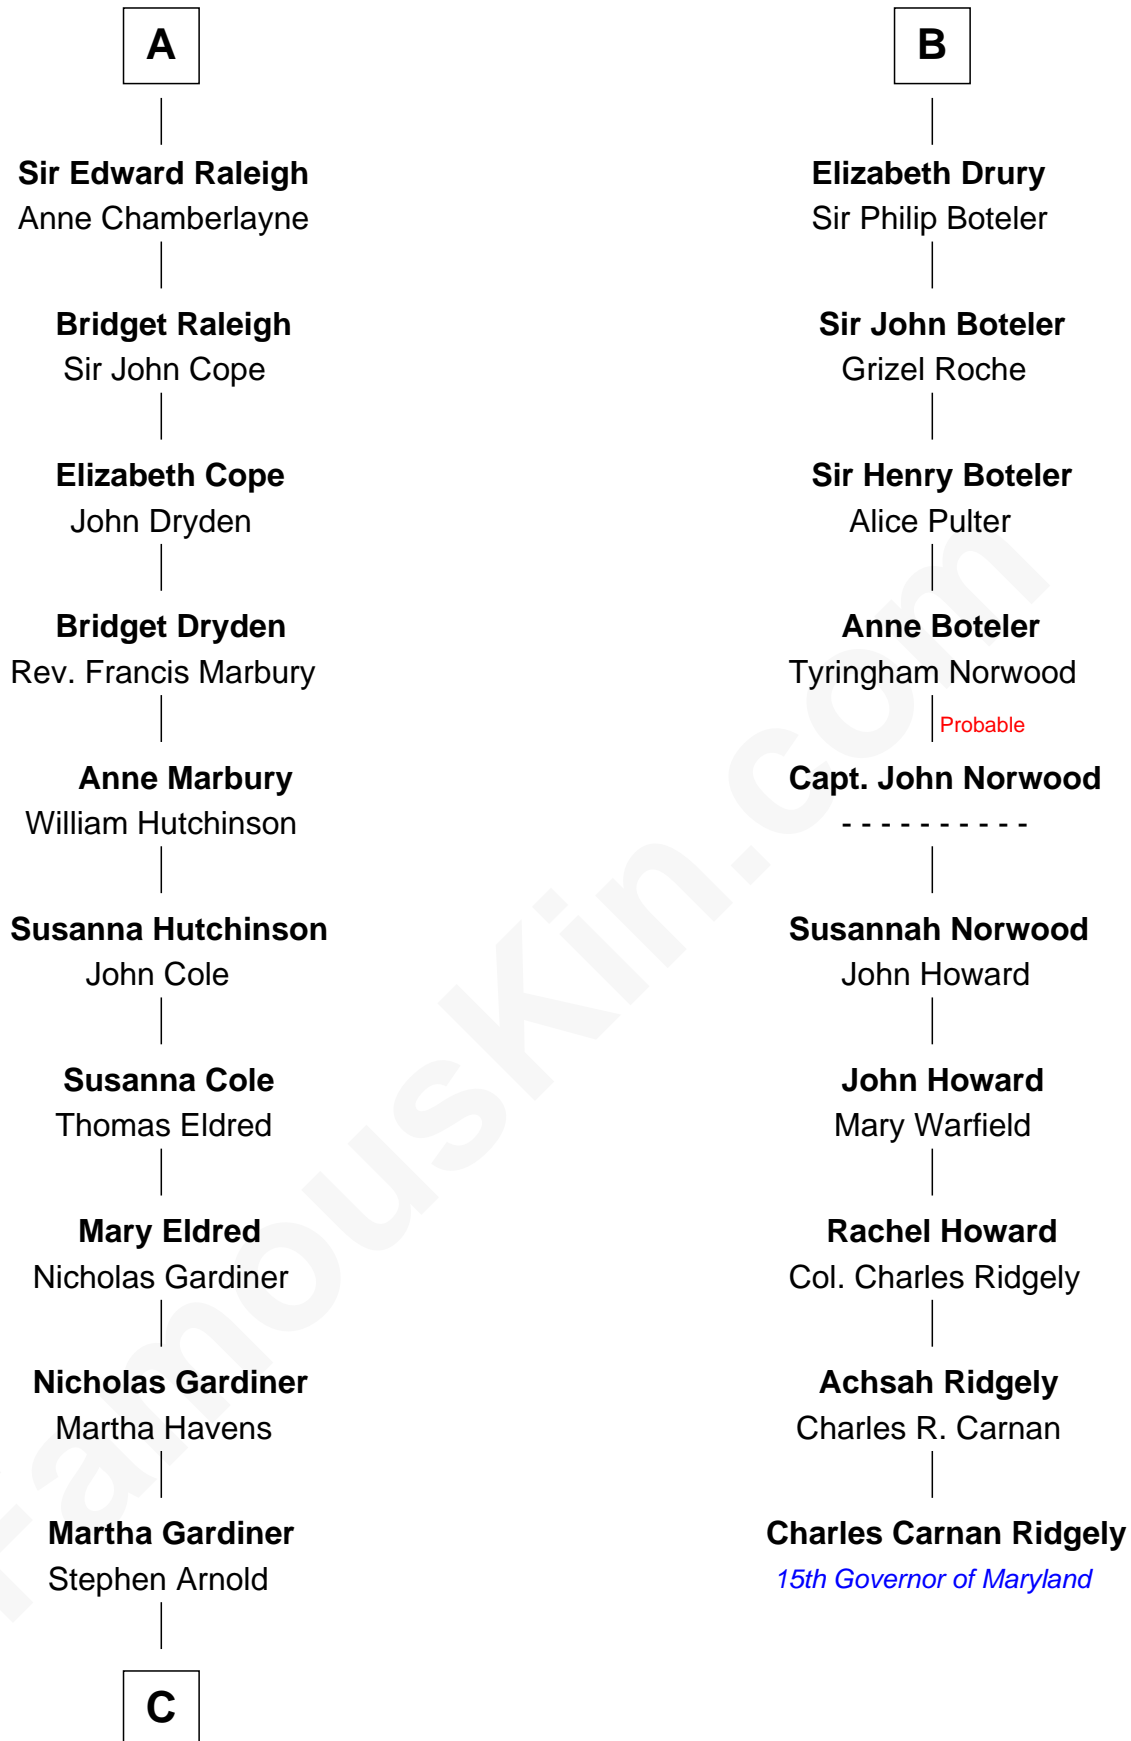 A
Sir Edward Raleigh
Anne Chamberlayne
Bridget Raleigh
Sir John Cope
Elizabeth Cope
John Dryden
Bridget Dryden
Rev. Francis Marbury
Anne Marbury
William Hutchinson
Susanna Hutchinson
John Cole
Susanna Cole
Thomas Eldred
Mary Eldred
Nicholas Gardiner
Nicholas Gardiner
Martha Havens
Martha Gardiner
Stephen Arnold
C
B
Elizabeth Drury
Sir Philip Boteler
Sir John Boteler
Grizel Roche
Sir Henry Boteler
Alice Pulter
Anne Boteler
Tyringham Norwood
Probable
Capt. John Norwood
- - - - - - - - - -
Susannah Norwood
John Howard
John Howard
Mary Warfield
Rachel Howard
Col. Charles Ridgely
Achsah Ridgely
Charles R. Carnan
Charles Carnan Ridgely
15th Governor of Maryland
FamousKin.com